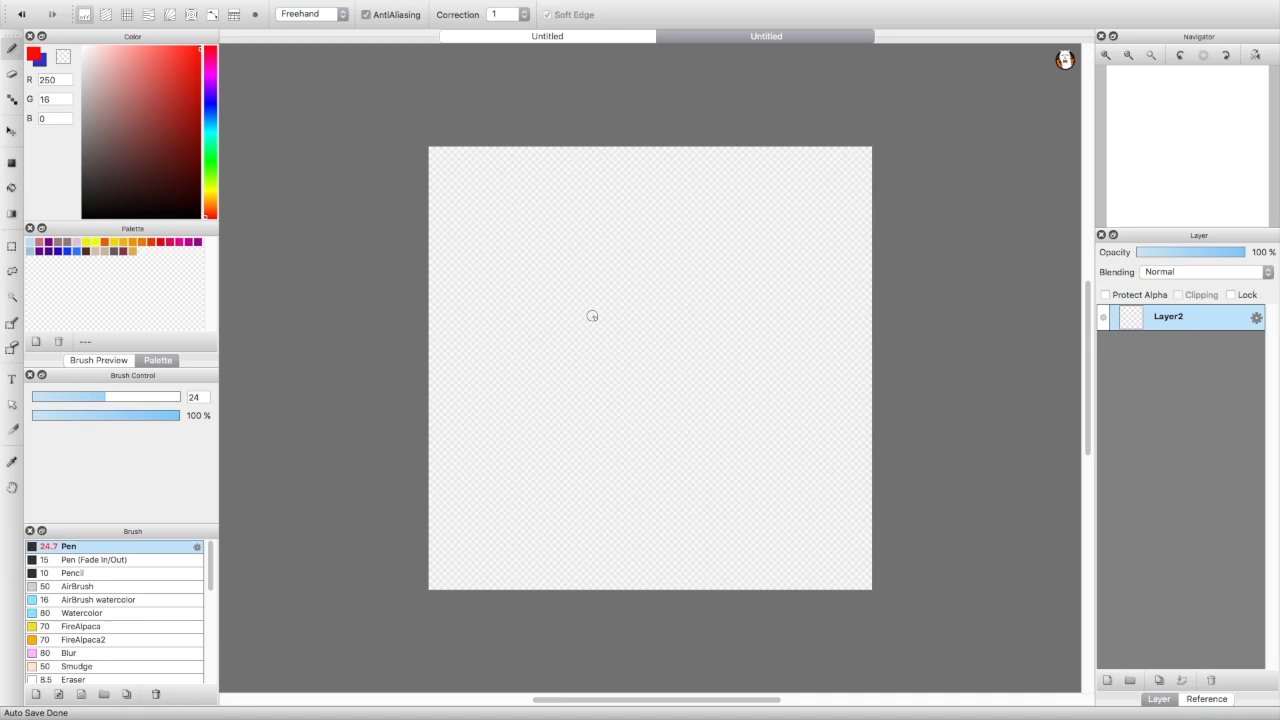 off Freehand AntiAliasing Correction 1 Soft Edge
Color
Untitled
Untitled
Navigator
R 250
G 16
B 0
Palette
---
Brush Preview Palette
Brush Control
24
100 %
Brush
24.7 Pen
15 Pen (Fade In/Out)
10 Pencil
50 AirBrush
16 AirBrush watercolor
80 Watercolor
70 FireAlpaca
70 FireAlpaca2
80 Blur
50 Smudge
8.5 Eraser
T
Layer
Opacity 100 %
Blending Normal
Protect Alpha Clipping Lock
Layer2
Layer Reference
Auto Save Done